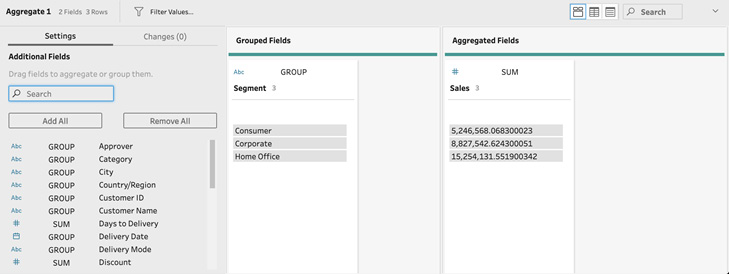 Aggregate 1 2 Fields 3 Rows Filter Values... Search
Settings Changes (0)
Additional Fields
Drag fields to aggregate or group them.
Search
Add All Remove All
Abc GROUP Approver
Abc GROUP Category
Abc GROUP City
Abc GROUP Country/Region
Abc GROUP Customer ID
Abc GROUP Customer Name
# SUM Days to Delivery
GROUP Delivery Date
Abc GROUP Delivery Mode
# SUM Discount
Grouped Fields
Abc GROUP
Segment 3
Consumer
Corporate
Home Office
Aggregated Fields
# SUM
Sales 3
5,246,568.068300023
8,827,542.624300051
15,254,131.551900342